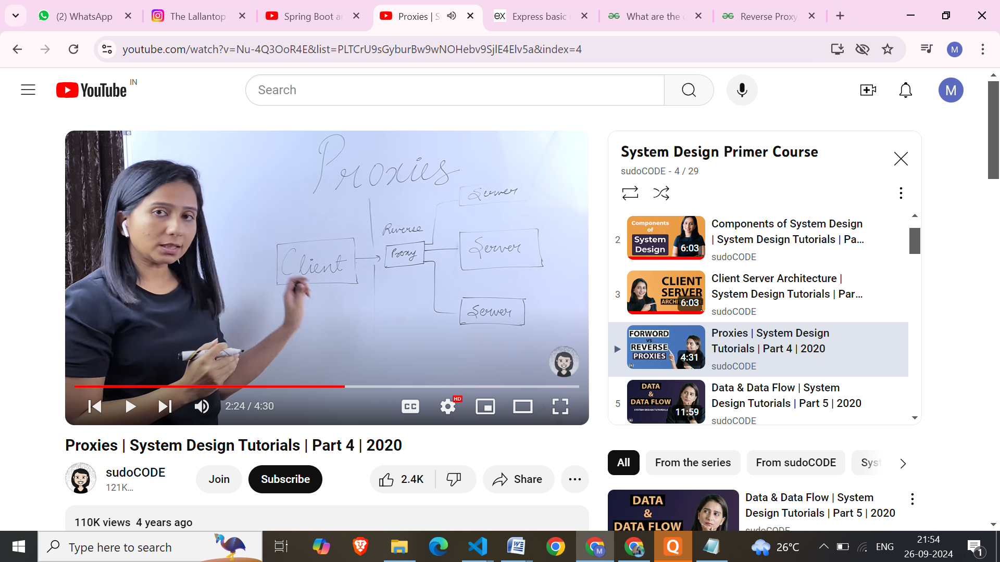 (2) WhatsApp
The Lallantop
Spring Boot a
Proxies | S
Express basic
What are the
Reverse Proxy
youtube.com/watch?v=Nu-4Q3OoR4E&list=PLTCrU9sGyburBw9wNOHebv9SjlE4Elv5a&index=4
M
YouTube IN
Search
M
Proxies
Server
Reverse
Client
Proxy
Server
Server
2:24 / 4:30
CC
HD
System Design Primer Course
sudoCODE - 4 / 29
2
Components of System Design
6:03
Components of System Design
| System Design Tutorials | Pa...
sudoCODE
3
CLIENT SERVER
6:03
Client Server Architecture |
System Design Tutorials | Par...
sudoCODE
FORWORD
VS
REVERSE
PROXIES
4:31
Proxies | System Design
Tutorials | Part 4 | 2020
sudoCODE
5
DATA
&
DATA FLOW
SYSTEM DESIGN TUTORIALS
11:59
Data & Data Flow | System
Design Tutorials | Part 5 | 2020
sudoCODE
Proxies | System Design Tutorials | Part 4 | 2020
sudoCODE
121K...
Join
Subscribe
2.4K
Share
110K views 4 years ago
All
From the series
From sudoCODE
Syst
DATA
&
DATA FLOW
Data & Data Flow | System
Design Tutorials | Part 5 | 2020
sudoCODE
Type here to search
M
Q
26°C
ENG
21:54
26-09-2024
1